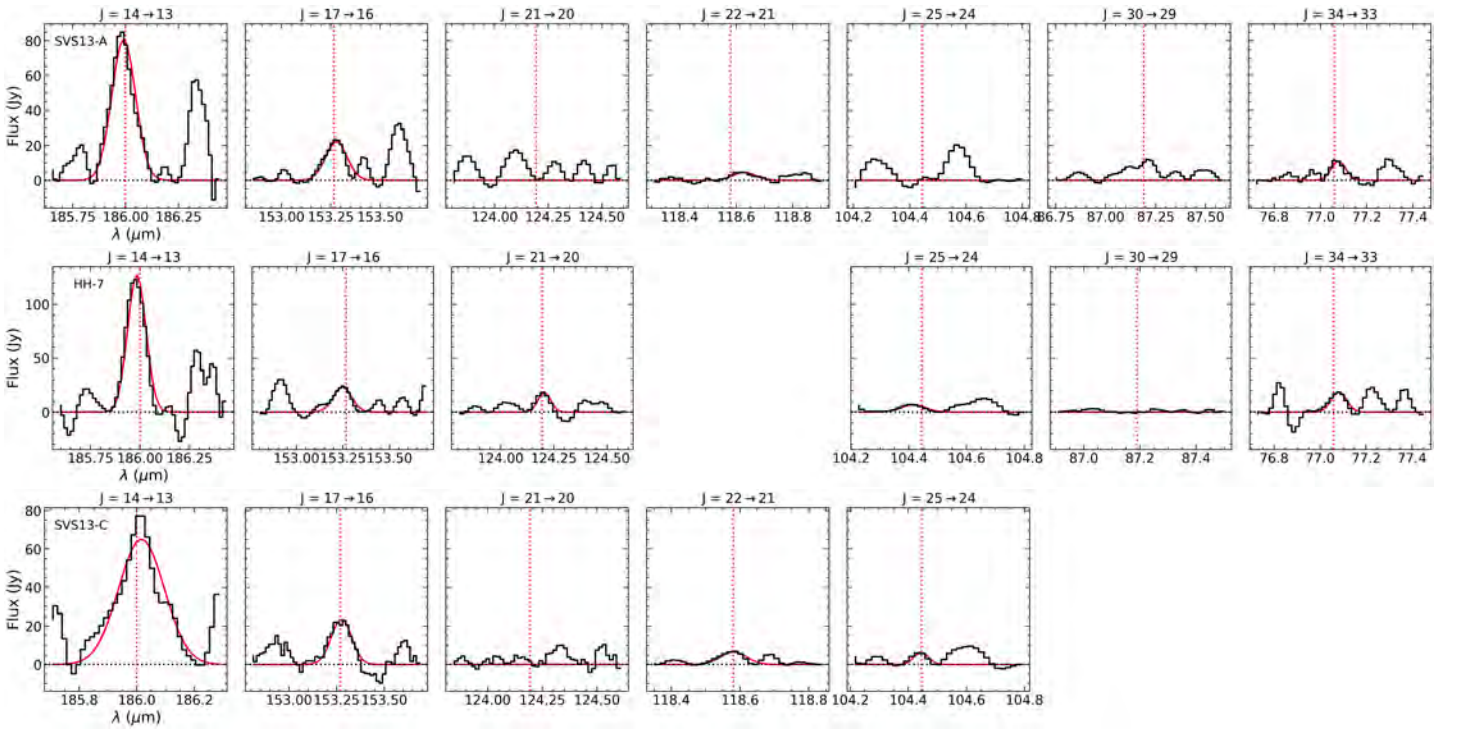 J = 14→13 J = 17→16 J = 21→20 J = 22→21 J = 25→24 J = 30→29 J = 34→33
SVS13-A
Flux (Jy)
80
60
40
20
0
185.75 186.00 186.25 153.00 153.25 153.50 124.00 124.25 124.50 118.4 118.6 118.8 104.2 104.4 104.6 104.8 86.75 87.00 87.25 87.50 76.8 77.0 77.2 77.4
λ (μm)
J = 14→13 J = 17→16 J = 21→20 J = 25→24 J = 30→29 J = 34→33
HH-7
Flux (Jy)
100
50
0
185.75 186.00 186.25 153.00 153.25 153.50 124.00 124.25 124.50 104.2 104.4 104.6 104.8 87.0 87.2 87.4 76.8 77.0 77.2 77.4
λ (μm)
J = 14→13 J = 17→16 J = 21→20 J = 22→21 J = 25→24
SVS13-C
Flux (Jy)
80
60
40
20
0
185.8 186.0 186.2 153.00 153.25 153.50 124.00 124.25 124.50 118.4 118.6 118.8 104.2 104.4 104.6 104.8
λ (μm)